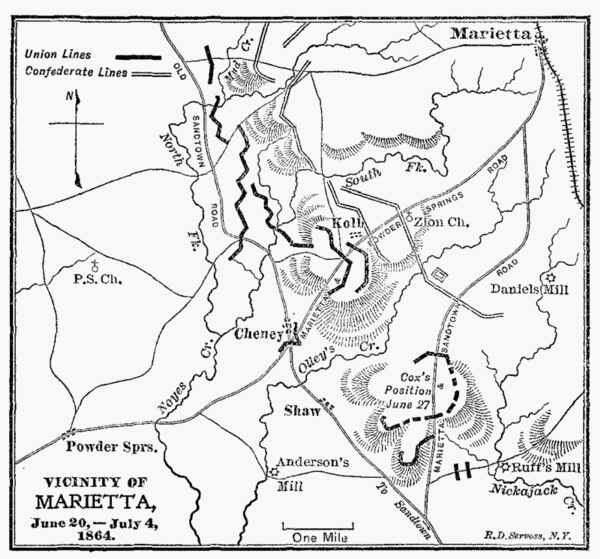 Marietta
Union Lines
Confederate Lines
Mud Cr.
OLD
SANDTOWN
ROAD
N
North
Fk.
South Fk.
ROAD
SPRINGS
POWDER
MARIETTA &
Kolb
Zion Ch.
P.S. Ch.
ROAD
SANDTOWN
&
MARIETTA
Daniels Mill
Cheney
Olley's Cr.
Noyes Cr.
Cox's
Position
June 27
Shaw
Powder Sprs.
Anderson's
Mill
Ruff's Mill
Nickajack
Cr.
To Sandtown
VICINITY OF
MARIETTA,
June 20,—July 4,
1864.
One Mile
R.D. Servoss, N.Y.